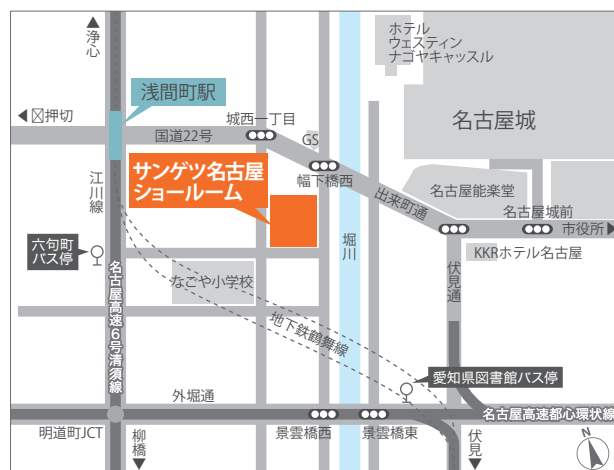 浄心
ホテル
ウェスティン
ナゴヤキャッスル
浅間町駅
押切
国道22号
城西一丁目
GS
名古屋城
サンゲツ名古屋
ショールーム
幅下橋西
出来町通
名古屋能楽堂
名古屋城前
市役所
江川線
堀川
KKRホテル名古屋
六句町
バス停
伏見通
なごや小学校
名古屋高速6号清須線
地下鉄鶴舞線
愛知県図書館バス停
外堀通
名古屋高速都心環状線
明道町JCT
柳橋
景雲橋西
景雲橋東
伏見
N